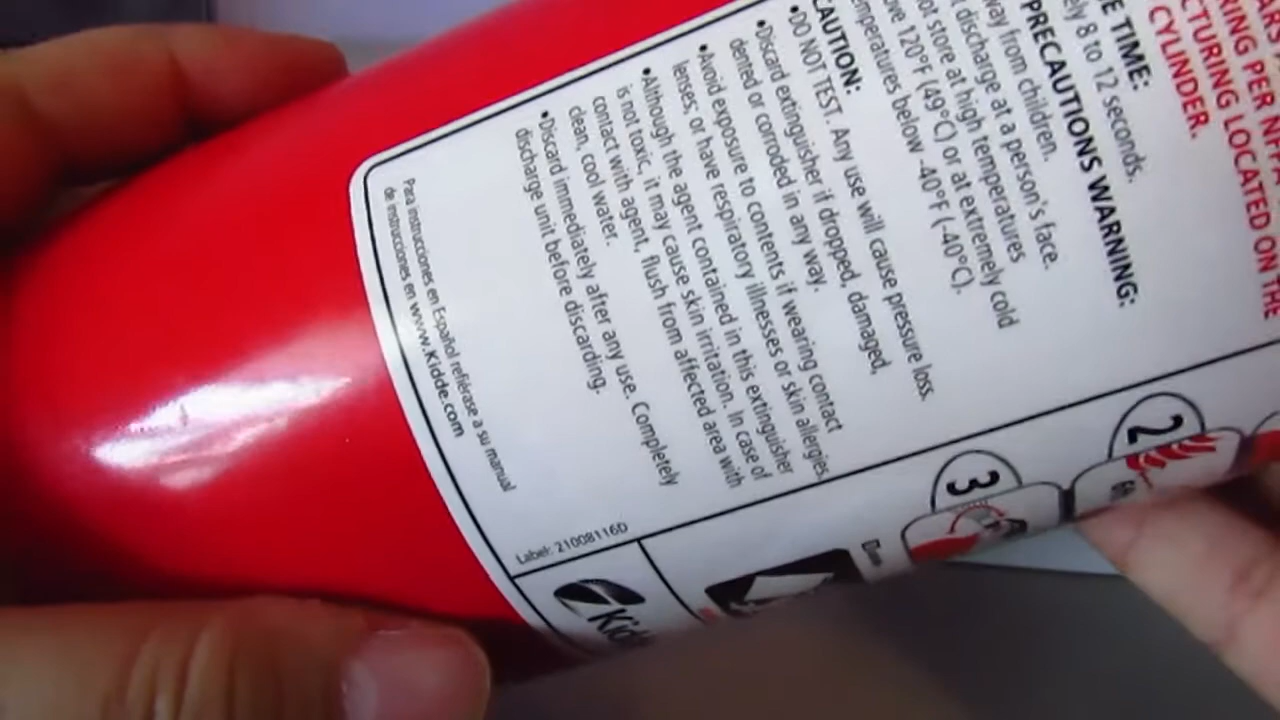 CYLINDER.
CTURING LOCATED ON THE
E TIME:
ely 8 to 12 seconds.
PRECAUTIONS WARNING:
way from children.
discharge at a person's face.
ot store at high temperatures
ve 120°F (49°C) or at extremely cold
emperatures below -40°F (-40°C).
CAUTION:
•DO NOT TEST. Any use will cause pressure loss.
•Discard extinguisher if dropped, damaged,
dented or corroded in any way.
•Avoid exposure to contents if wearing contact
lenses; or have respiratory illnesses or skin allergies.
•Although the agent contained in this extinguisher
is not toxic, it may cause skin irritation. In case of
contact with agent, flush from affected area with
clean, cool water.
•Discard immediately after any use. Completely
discharge unit before discarding.
Para instrucciones en Español refiérase a su manual
de instrucciones en www.Kidde.com
Label: 21008116D
Kidde
2
3